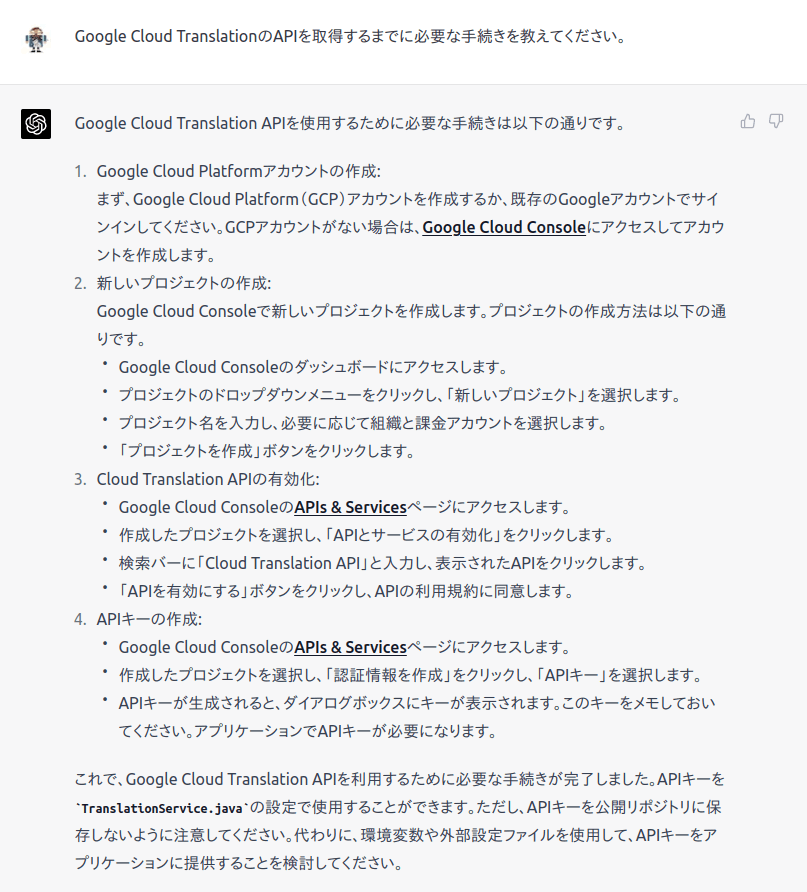 Google Cloud TranslationのAPIを取得するまでに必要な手続きを教えてください。
Google Cloud Translation APIを使用するために必要な手続きは以下の通りです。
1. Google Cloud Platformアカウントの作成:
まず、Google Cloud Platform（GCP）アカウントを作成するか、既存のGoogleアカウントでサイ
ンインしてください。GCPアカウントがない場合は、Google Cloud Consoleにアクセスしてアカウ
ントを作成します。
2. 新しいプロジェクトの作成:
Google Cloud Consoleで新しいプロジェクトを作成します。プロジェクトの作成方法は以下の通
りです。
• Google Cloud Consoleのダッシュボードにアクセスします。
• プロジェクトのドロップダウンメニューをクリックし、「新しいプロジェクト」を選択します。
• プロジェクト名を入力し、必要に応じて組織と課金アカウントを選択します。
• 「プロジェクトを作成」ボタンをクリックします。
3. Cloud Translation APIの有効化:
• Google Cloud ConsoleのAPIs & Servicesページにアクセスします。
• 作成したプロジェクトを選択し、「APIとサービスの有効化」をクリックします。
• 検索バーに「Cloud Translation API」と入力し、表示されたAPIをクリックします。
• 「APIを有効にする」ボタンをクリックし、APIの利用規約に同意します。
4. APIキーの作成:
• Google Cloud ConsoleのAPIs & Servicesページにアクセスします。
• 作成したプロジェクトを選択し、「認証情報を作成」をクリックし、「APIキー」を選択します。
• APIキーが生成されると、ダイアログボックスにキーが表示されます。このキーをメモしておい
てください。アプリケーションでAPIキーが必要になります。
これで、Google Cloud Translation APIを利用するために必要な手続きが完了しました。APIキーを
`TranslationService.java`の設定で使用することができます。ただし、APIキーを公開リポジトリに保
存しないように注意してください。代わりに、環境変数や外部設定ファイルを使用して、APIキーをア
プリケーションに提供することを検討してください。